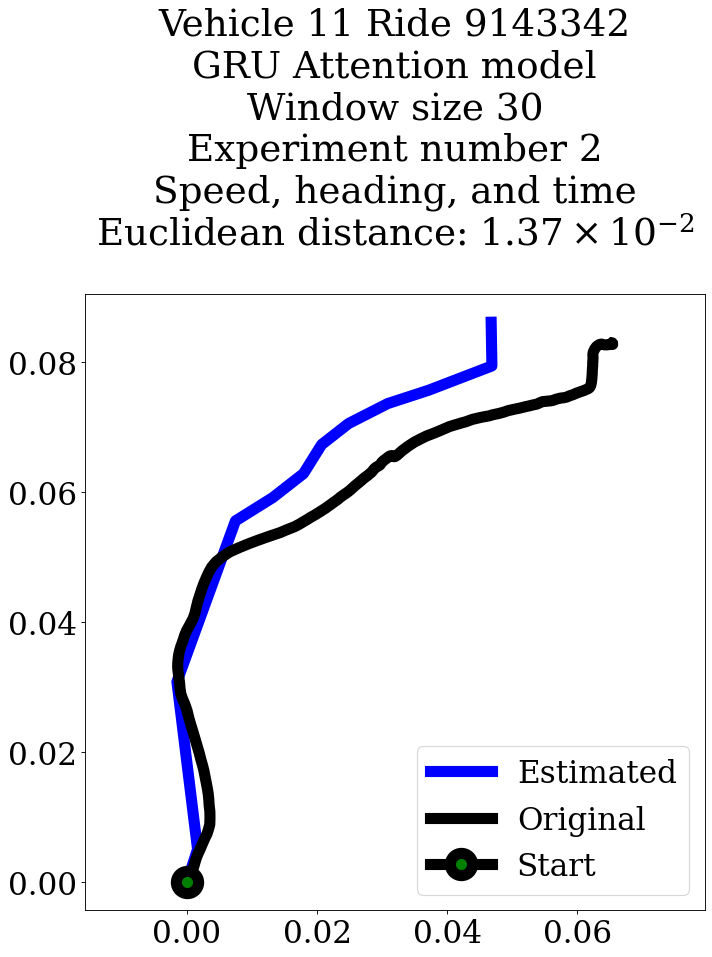 Vehicle 11 Ride 9143342
GRU Attention model
Window size 30
Experiment number 2
Speed, heading, and time
Euclidean distance: 1.37 × 10⁻²
0.08
0.06
0.04
0.02
0.00
Estimated
Original
Start
0.00 0.02 0.04 0.06